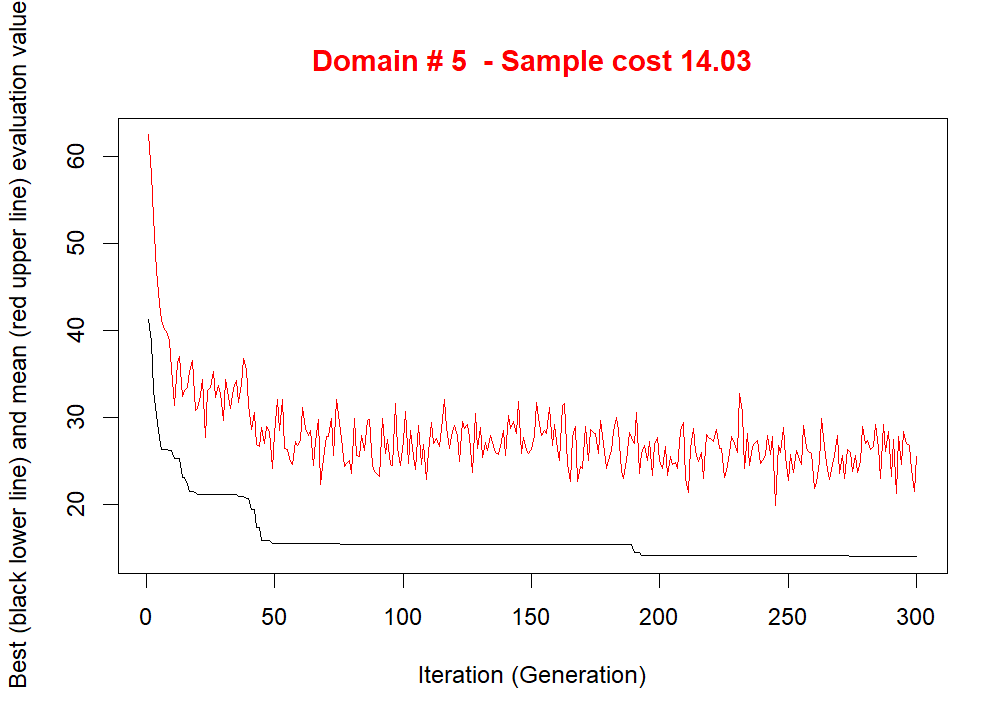 Domain # 5  - Sample cost 14.03
Best (black lower line) and mean (red upper line) evaluation value
60
50
40
30
20
0 50 100 150 200 250 300
Iteration (Generation)